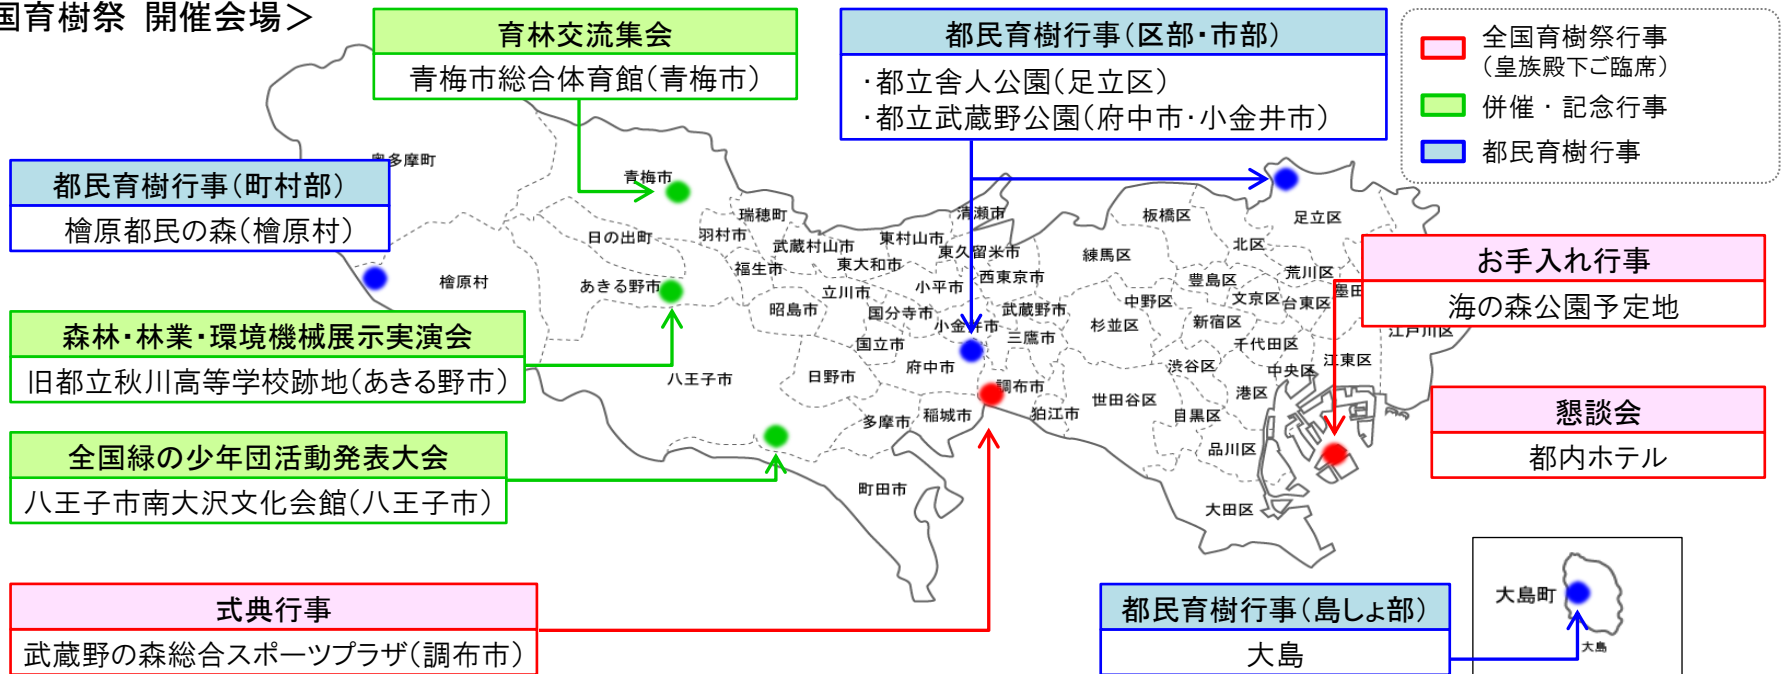 国育樹祭 開催会場＞
育林交流集会
青梅市総合体育館（青梅市）
都民育樹行事（区部・市部）
・都立舎人公園（足立区）
・都立武蔵野公園（府中市・小金井市）
全国育樹祭行事
（皇族殿下ご臨席）
併催・記念行事
都民育樹行事
都民育樹行事（町村部）
檜原都民の森（檜原村）
森林・林業・環境機械展示実演会
旧都立秋川高等学校跡地（あきる野市）
全国緑の少年団活動発表大会
八王子市南大沢文化会館（八王子市）
式典行事
武蔵野の森総合スポーツプラザ（調布市）
お手入れ行事
海の森公園予定地
懇談会
都内ホテル
都民育樹行事（島しょ部）
大島
奥多摩町
青梅市
瑞穂町
清瀬市
板橋区
足立区
日の出町
羽村市
武蔵村山市
東村山市
東久留米市
練馬区
北区
檜原村
あきる野市
福生市
東大和市
小平市
西東京市
豊島区
荒川区
昭島市
立川市
国分寺市
小金井市
武蔵野市
中野区
文京区
台東区
墨田
国立市
三鷹市
杉並区
新宿区
江戸川区
八王子市
日野市
府中市
調布市
渋谷区
千代田区
中央区
江東区
多摩市
稲城市
狛江市
世田谷区
目黒区
港区
品川区
町田市
大田区
大島町
大島